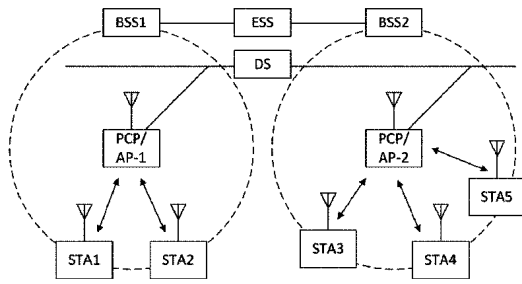 BSS1
ESS
BSS2
DS
PCP/
AP-1
PCP/
AP-2
STA5
STA1
STA2
STA3
STA4